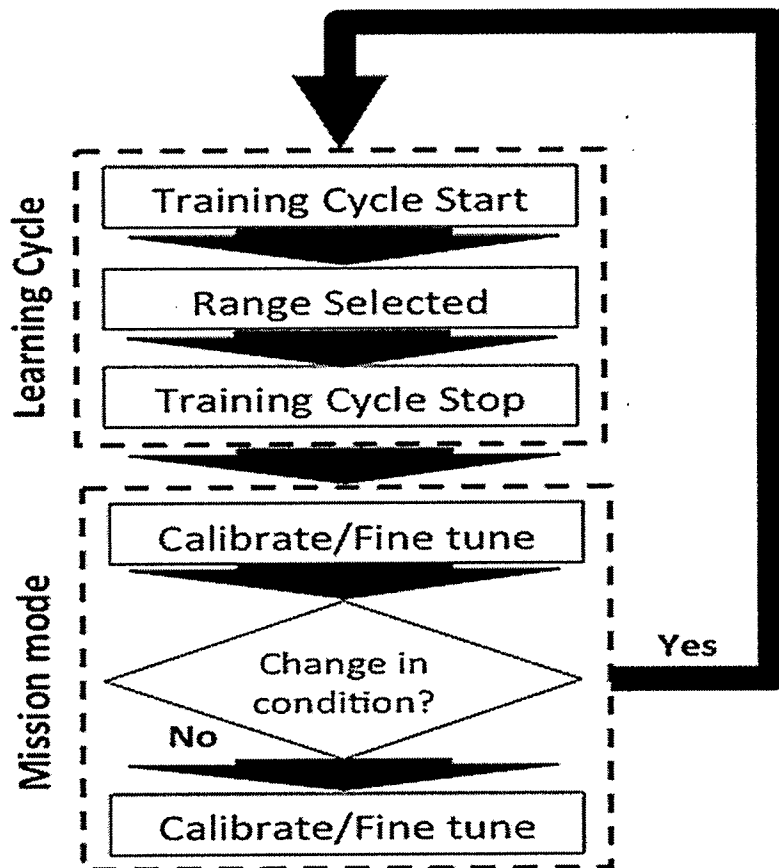 Learning Cycle
Training Cycle Start
Range Selected
Training Cycle Stop
Mission mode
Calibrate/Fine tune
Change in
condition?
Yes
No
Calibrate/Fine tune